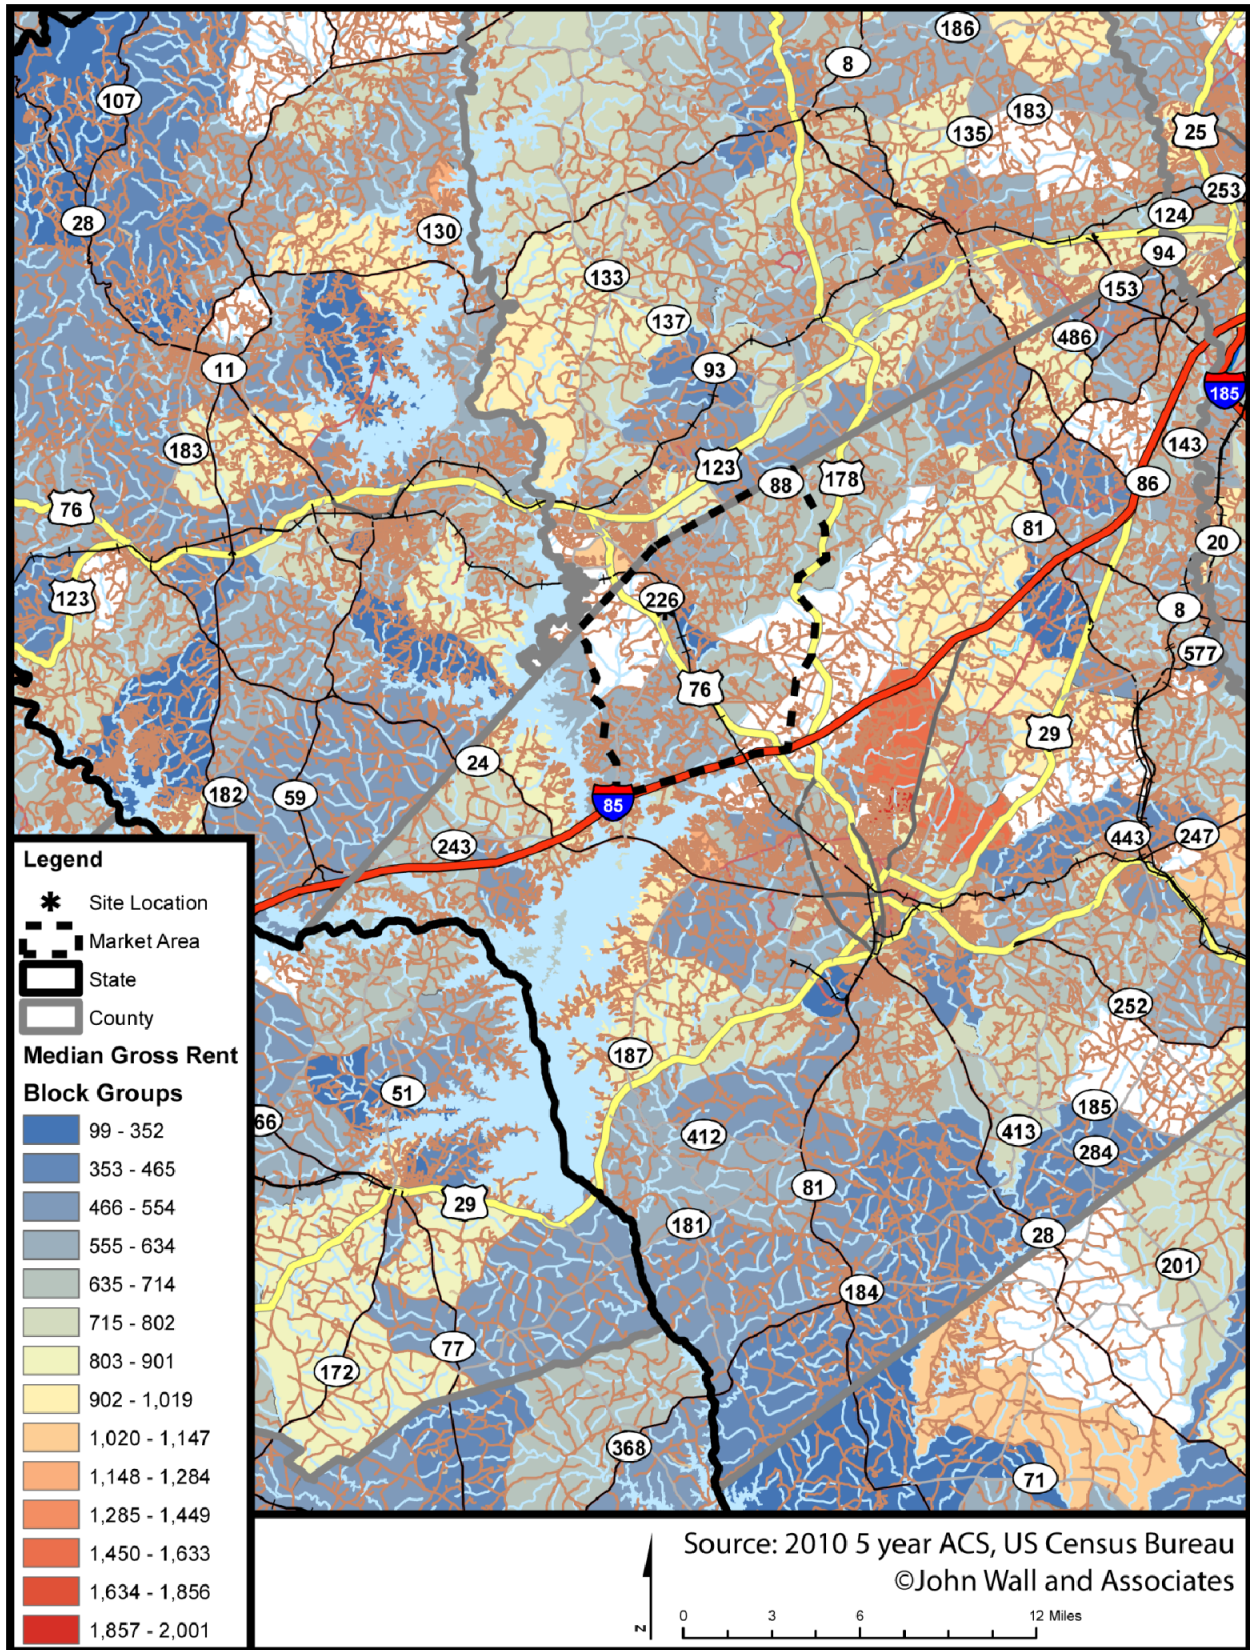 186
8
107
183
135
25
253
28
124
130
94
133
153
137
486
11
93
185
183
143
123
88
178
86
76
81
20
123
226
8
577
76
29
24
182
59
85
443
247
243
Legend
Site Location
Market Area
State
County
Median Gross Rent
Block Groups
99 - 352
353 - 465
466 - 554
555 - 634
635 - 714
715 - 802
803 - 901
902 - 1,019
1,020 - 1,147
1,148 - 1,284
1,285 - 1,449
1,450 - 1,633
1,634 - 1,856
1,857 - 2,001
252
187
51
185
66
412
413
284
81
29
181
28
201
184
77
172
368
71
Source: 2010 5 year ACS, US Census Bureau
©John Wall and Associates
N
0 3 6 12 Miles